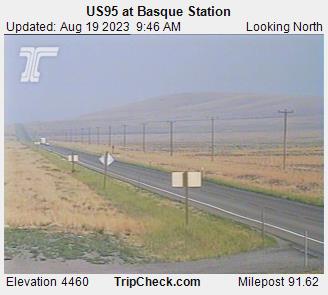 US95 at Basque Station
Updated: Aug 19 2023 9:46 AM Looking North
Elevation 4460 TripCheck.com Milepost 91.62